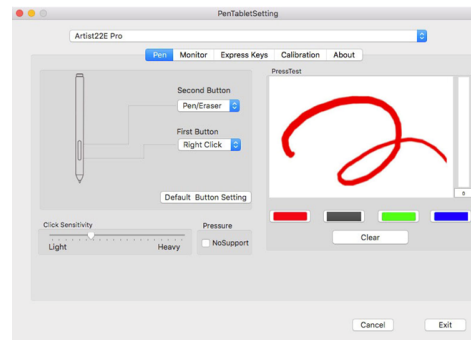 PenTabletSetting
Artist22E Pro
Pen Monitor Express Keys Calibration About
PressTest
Second Button
Pen/Eraser
First Button
Right Click
Default Button Setting
Click Sensitivity
Light Heavy
Pressure
NoSupport
Clear
Cancel Exit